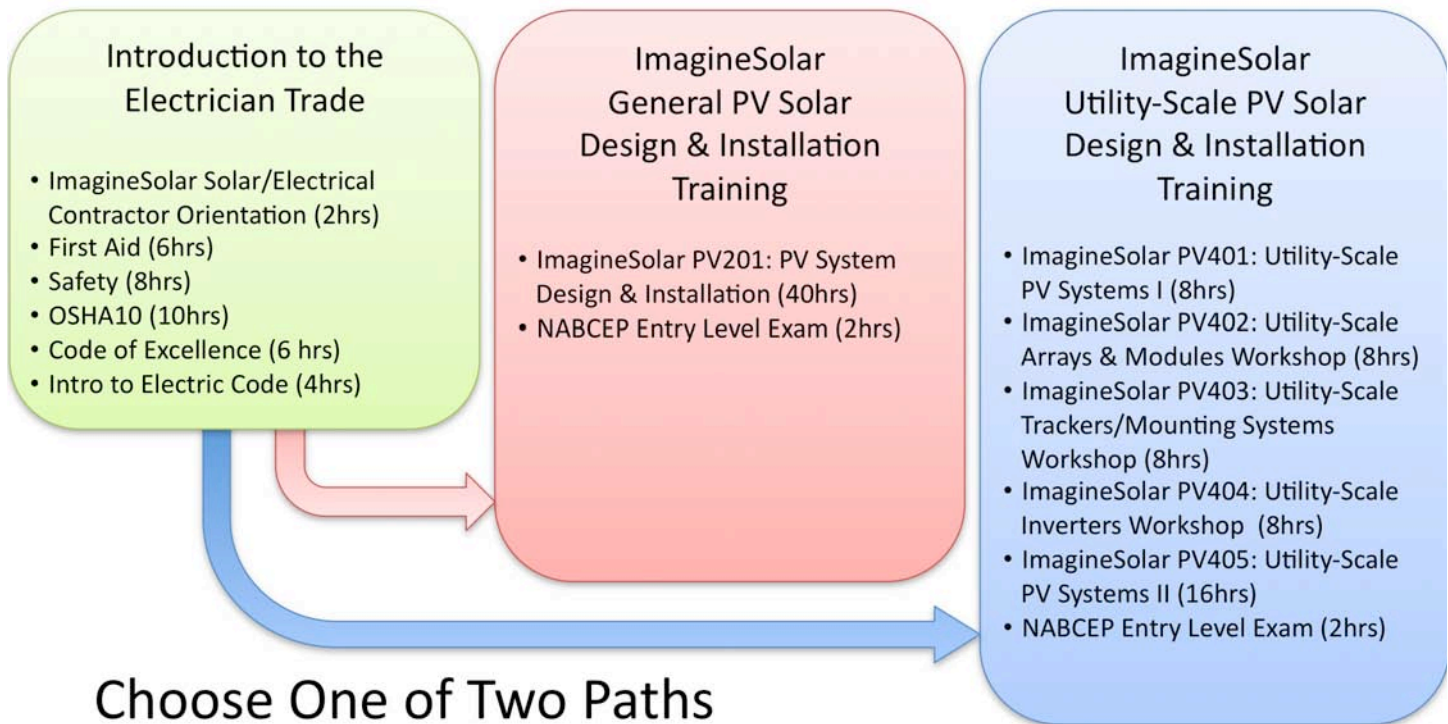 Introduction to the
Electrician Trade
• ImagineSolar Solar/Electrical
Contractor Orientation (2hrs)
• First Aid (6hrs)
• Safety (8hrs)
• OSHA10 (10hrs)
• Code of Excellence (6 hrs)
• Intro to Electric Code (4hrs)
ImagineSolar
General PV Solar
Design & Installation
Training
• ImagineSolar PV201: PV System
Design & Installation (40hrs)
• NABCEP Entry Level Exam (2hrs)
ImagineSolar
Utility-Scale PV Solar
Design & Installation
Training
• ImagineSolar PV401: Utility-Scale
PV Systems I (8hrs)
• ImagineSolar PV402: Utility-Scale
Arrays & Modules Workshop (8hrs)
• ImagineSolar PV403: Utility-Scale
Trackers/Mounting Systems
Workshop (8hrs)
• ImagineSolar PV404: Utility-Scale
Inverters Workshop (8hrs)
• ImagineSolar PV405: Utility-Scale
PV Systems II (16hrs)
• NABCEP Entry Level Exam (2hrs)
Choose One of Two Paths